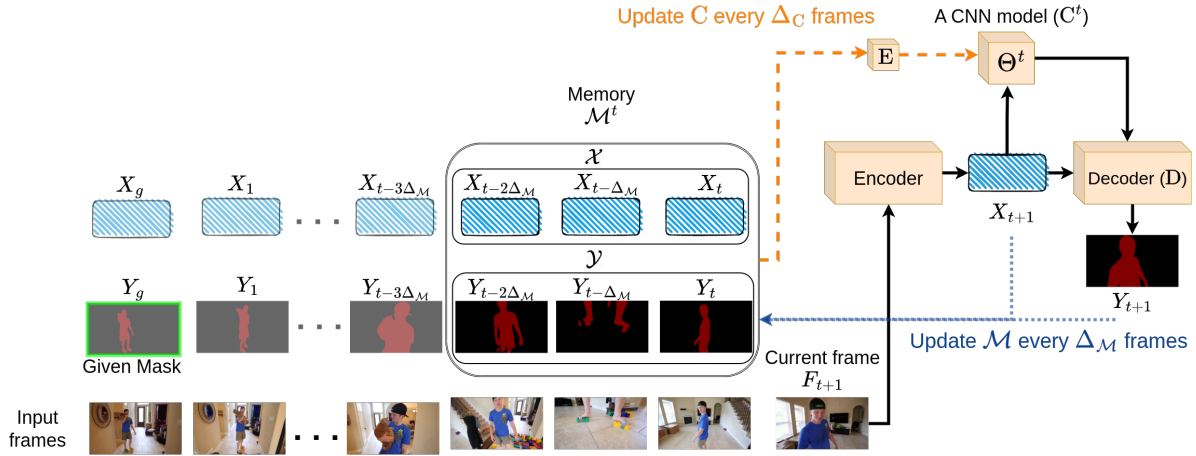 Update C every Δ_C frames
A CNN model (C^t)
E
Θ^t
Memory
ℳ^t
𝒳
X_g
X_1
X_{t−3Δ_ℳ}
X_{t−2Δ_ℳ}
X_{t−Δ_ℳ}
X_t
Encoder
Decoder (D)
X_{t+1}
𝒴
Y_g
Y_1
Y_{t−3Δ_ℳ}
Y_{t−2Δ_ℳ}
Y_{t−Δ_ℳ}
Y_t
Y_{t+1}
Given Mask
Update ℳ every Δ_ℳ frames
Current frame
F_{t+1}
Input
frames